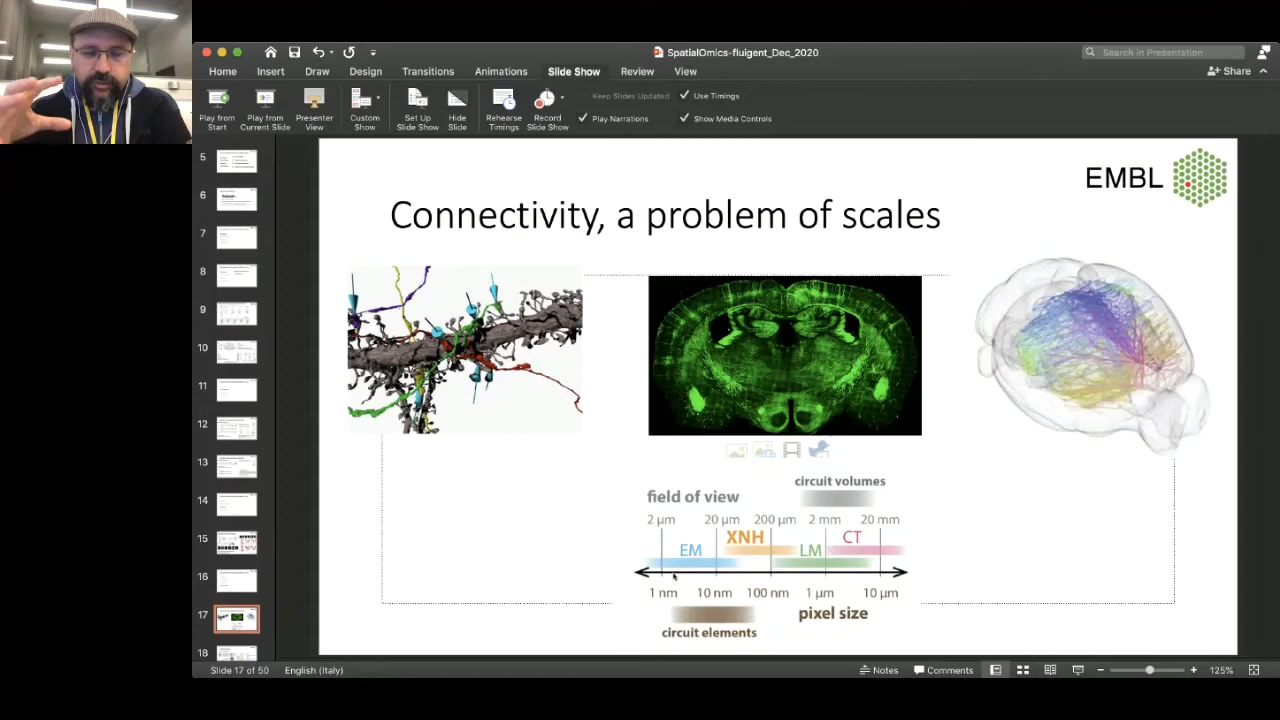 SpatialOmics-fluigent_Dec_2020
Search in Presentation
Home Insert Draw Design Transitions Animations Slide Show Review View
Share
Play from Start
Play from Current Slide
Presenter View
Custom Show
Set Up Slide Show
Hide Slide
Rehearse Timings
Record Slide Show
Keep Slides Updated
Use Timings
Play Narrations
Show Media Controls
5
6
7
8
9
10
11
12
13
14
15
16
17
18
EMBL
Connectivity, a problem of scales
circuit volumes
field of view
2 µm 20 µm 200 µm 2 mm 20 mm
EM XNH LM CT
1 nm 10 nm 100 nm 1 µm 10 µm
circuit elements
pixel size
Slide 17 of 50 English (Italy) Notes Comments 125%